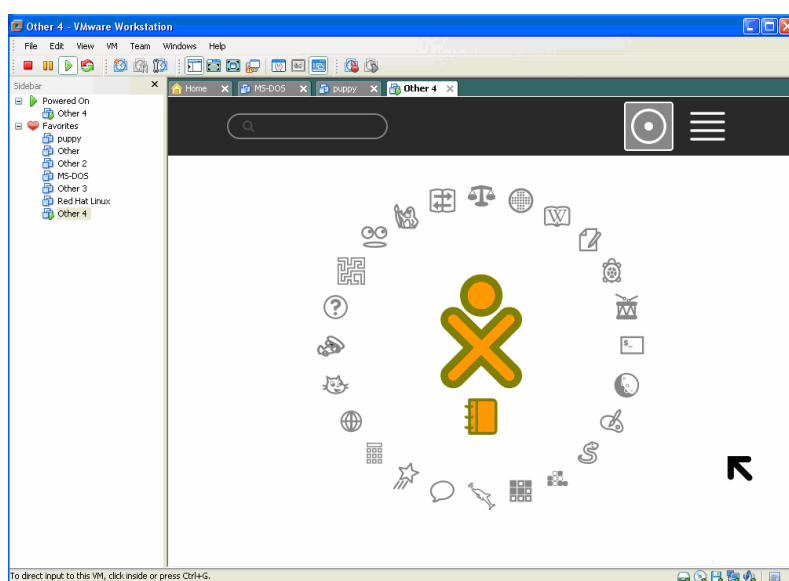 Other 4 - VMware Workstation
File Edit View VM Team Windows Help
Sidebar
Home MS-DOS puppy Other 4
Powered On
Other 4
Favorites
puppy
Other
Other 2
MS-DOS
Other 3
Red Hat Linux
Other 4
W
?
$_
To direct input to this VM, click inside or press Ctrl+G.